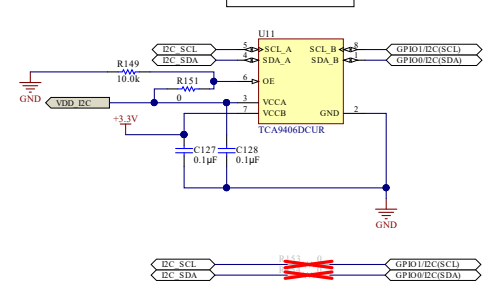 U11
I2C_SCL 5 SCL_A SCL_B 8 GPIO1/I2C(SCL)
I2C_SDA 4 SDA_A SDA_B 1 GPIO0/I2C(SDA)
R149
10.0k
R151
6 OE
GND
0
VDD_I2C 3 VCCA
7 VCCB GND 2
+3.3V
TCA9406DCUR
C127 C128
0.1µF 0.1µF
GND
I2C_SCL GPIO1/I2C(SCL)
I2C_SDA GPIO0/I2C(SDA)